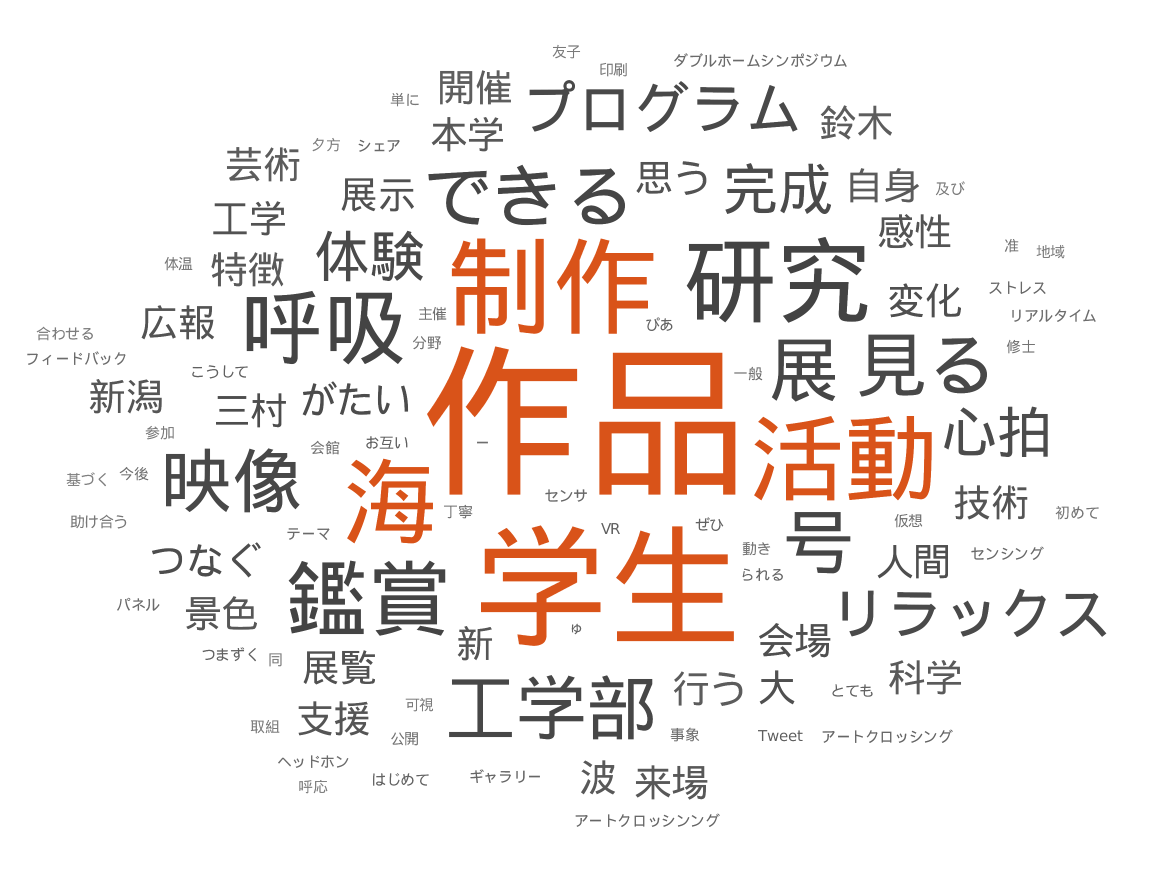 友子
ダブルホームシンポジウム
印刷
開催
プログラム
単に
鈴木
本学
夕方
シェア
芸術
思う
完成
自身
及び
展示
できる
工学
感性
准
地域
体験
制作
研究
体温
特徴
ストレス
変化
リアルタイム
広報
呼吸
主催
ぴあ
合わせる
分野
修士
フィードバック
こうして
一般
展
見る
新潟
三村
がたい
作品
参加
会館
お互い
ー
活動
心拍
基づく
今後
映像
海
センサ
技術
丁寧
助け合う
テーマ
VR
ぜひ
号
仮想
初めて
つなぐ
学生
動き
人間
センシング
られる
鑑賞
パネル
景色
リラックス
ゅ
新
会場
つまずく
同
展覧
科学
工学部
行う
大
とても
可視
支援
取組
公開
事象
Tweet
アートクロッシング
ヘッドホン
はじめて
ギャラリー
波
来場
呼応
アートクロッシンング